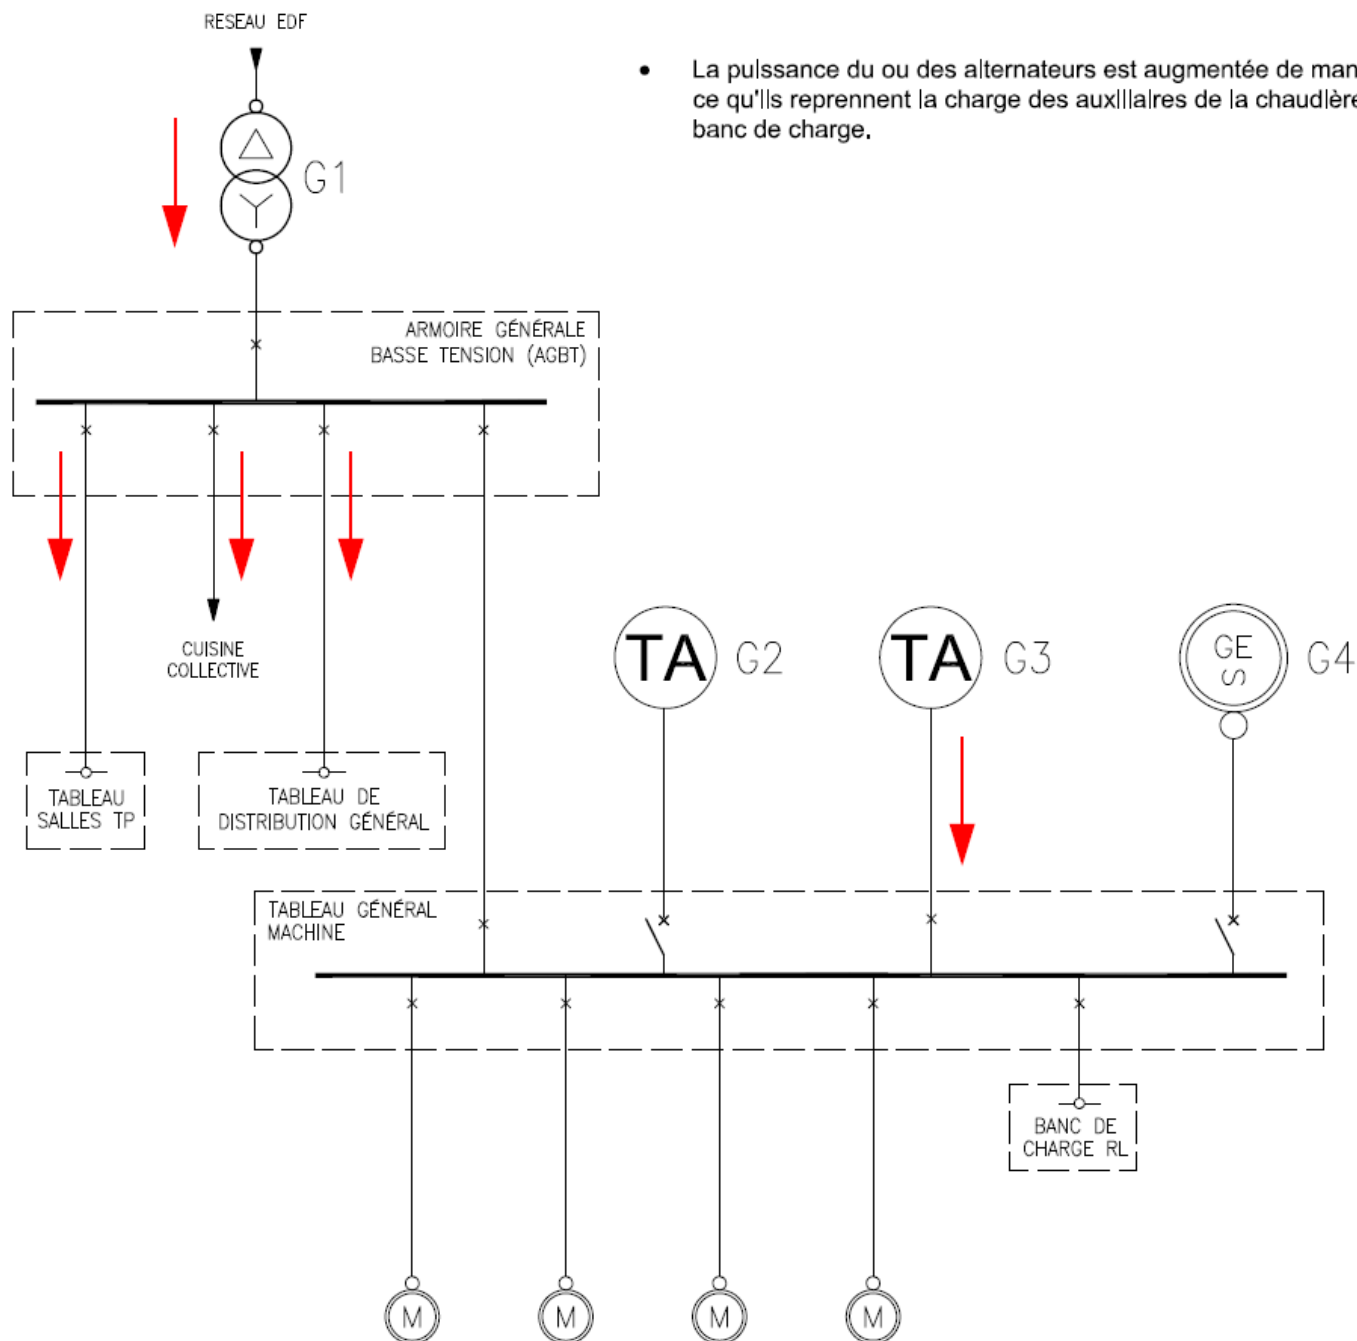 RESEAU EDF
• La puissance du ou des alternateurs est augmentée de man
ce qu'ils reprennent la charge des auxiliaires de la chaudière
banc de charge.
G1
ARMOIRE GÉNÉRALE
BASSE TENSION (AGBT)
CUISINE
COLLECTIVE
TA G2
TA G3
GE
S
G4
TABLEAU
SALLES TP
TABLEAU DE
DISTRIBUTION GÉNÉRAL
TABLEAU GÉNÉRAL
MACHINE
BANC DE
CHARGE RL
M M M M